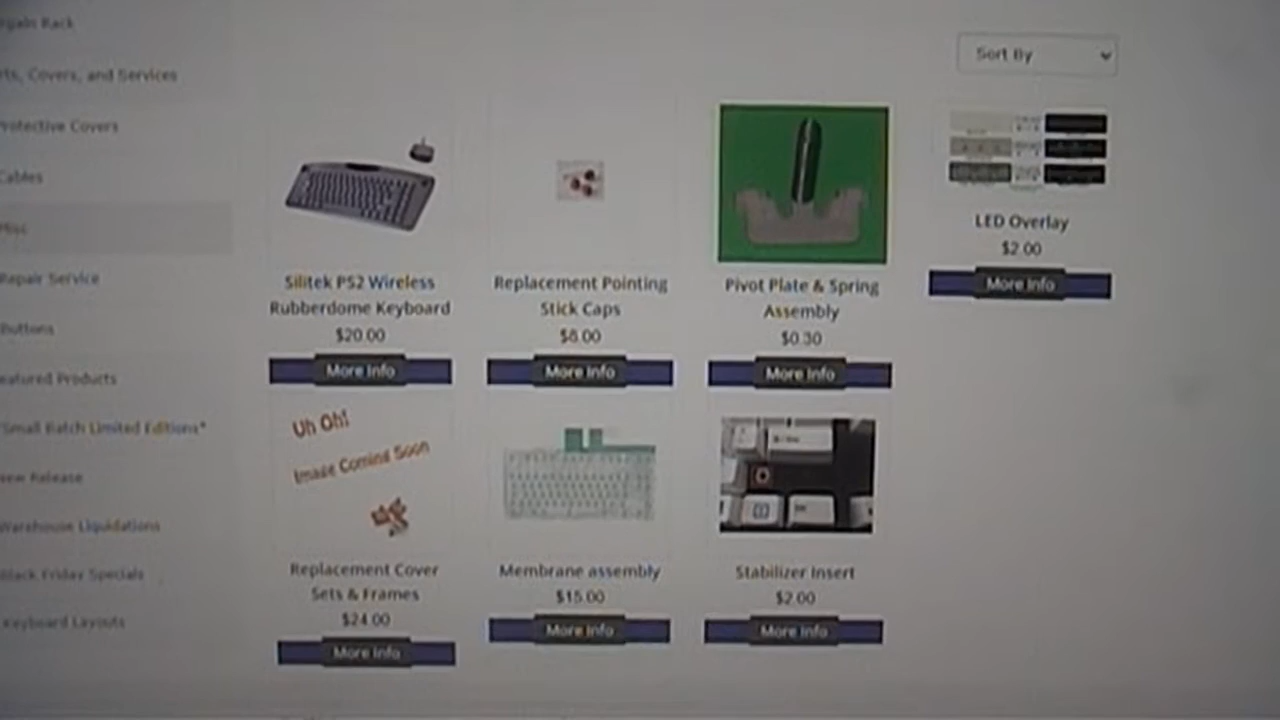 Bargain Rack
Parts, Covers, and Services
Protective Covers
Cables
Misc
Repair Service
Buttons
Featured Products
*Small Batch Limited Editions*
New Release
Warehouse Liquidations
Black Friday Specials
Keyboard Layouts
Sort By
Silitek PS2 Wireless
Rubberdome Keyboard
$20.00
More Info
Replacement Pointing
Stick Caps
$8.00
More Info
Pivot Plate & Spring
Assembly
$0.30
More Info
LED Overlay
$2.00
More Info
Uh Oh!
Image Coming Soon
Replacement Cover
Sets & Frames
$24.00
More Info
Membrane assembly
$15.00
More Info
Stabilizer Insert
$2.00
More Info